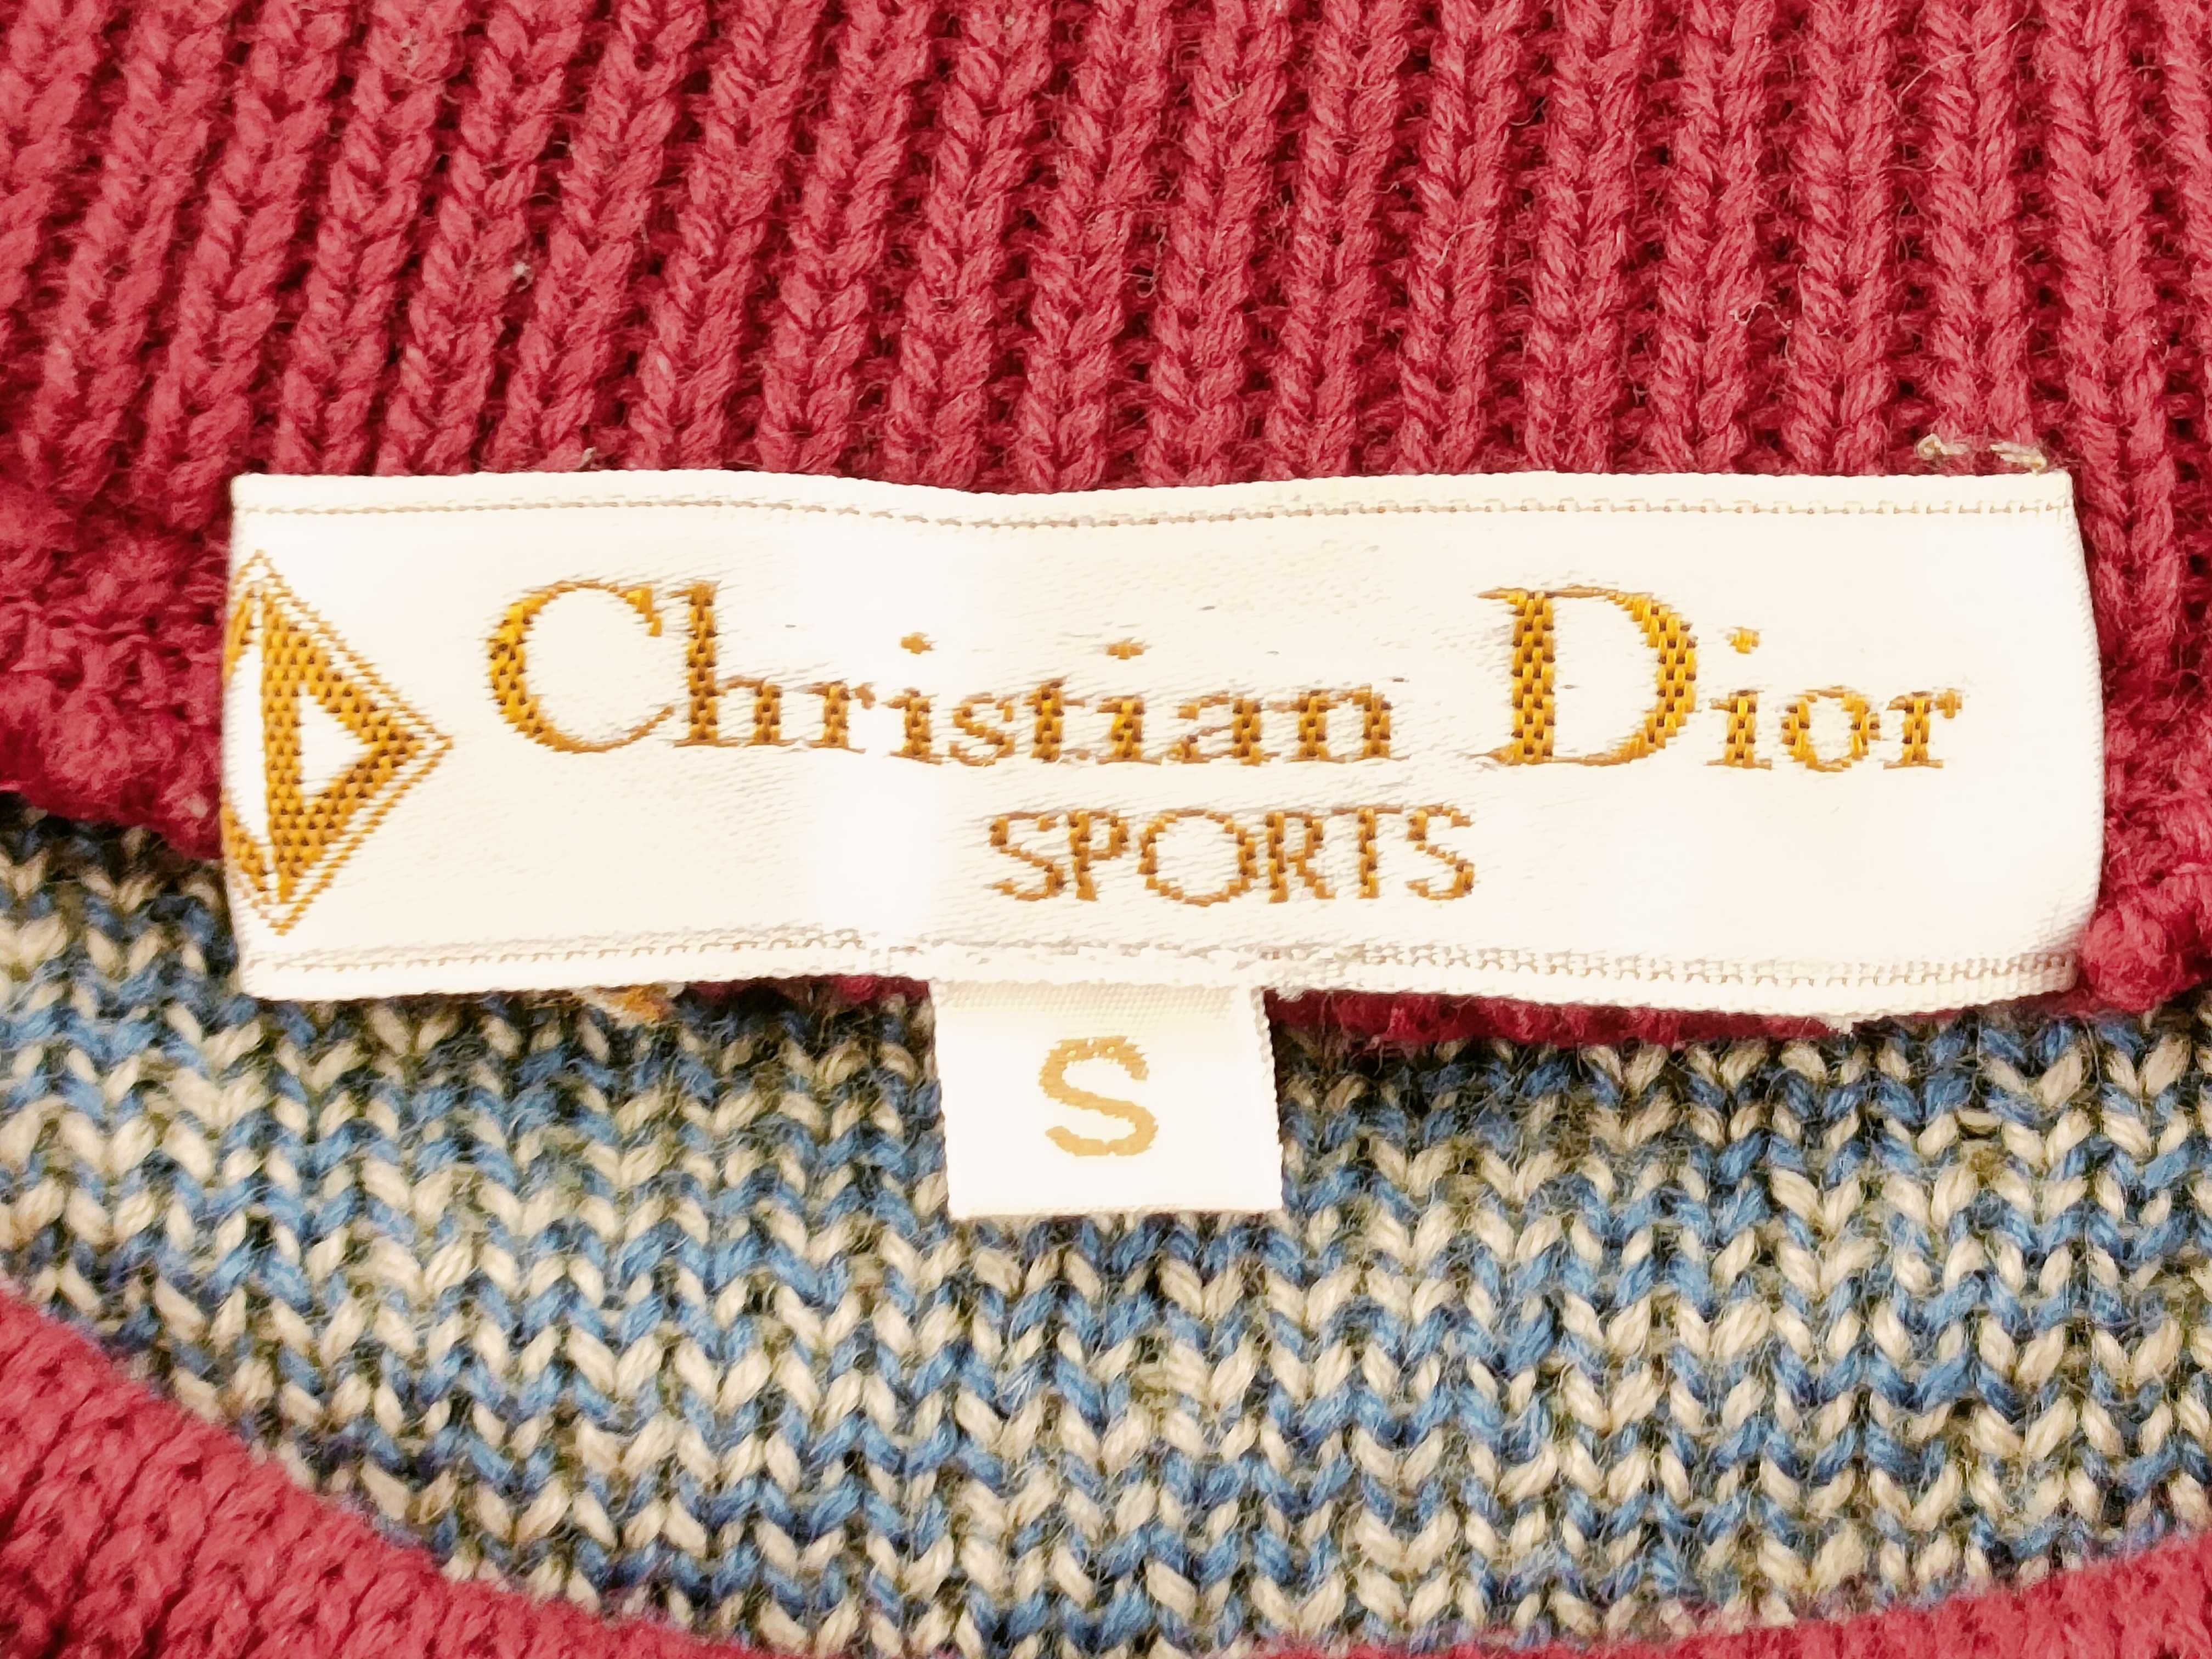 Christian Dior
SPORTS
S